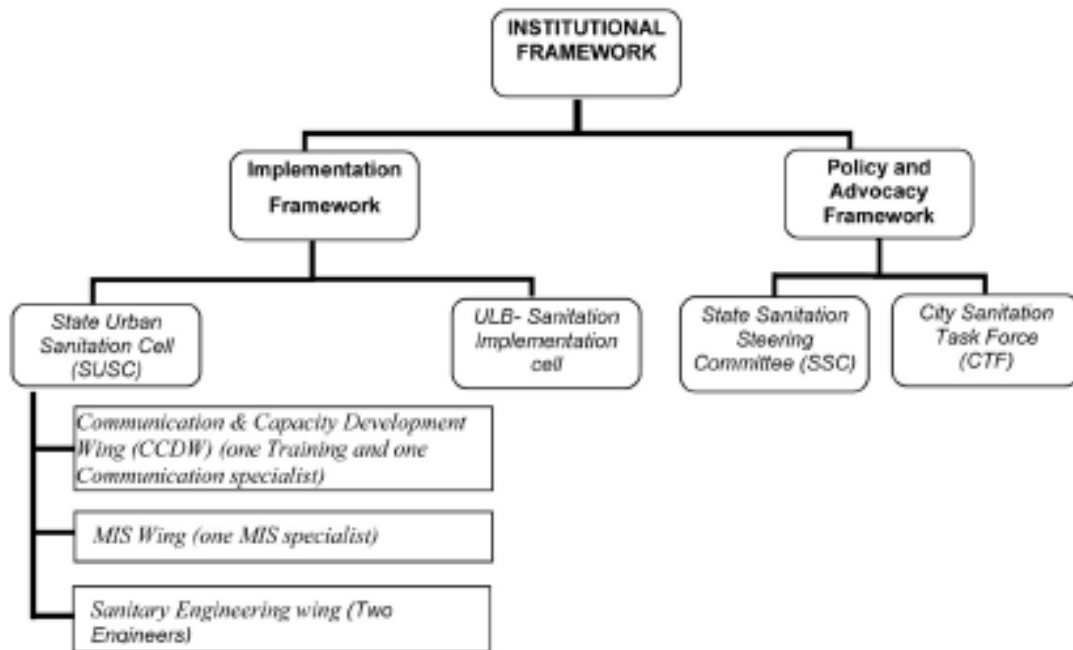 INSTITUTIONAL
FRAMEWORK
Implementation
Framework
Policy and
Advocacy
Framework
State Urban
Sanitation Cell
(SUSC)
ULB- Sanitation
Implementation
cell
State Sanitation
Steering
Committee (SSC)
City Sanitation
Task Force
(CTF)
Communication & Capacity Development
Wing (CCDW) (one Training and one
Communication specialist)
MIS Wing (one MIS specialist)
Sanitary Engineering wing (Two
Engineers)